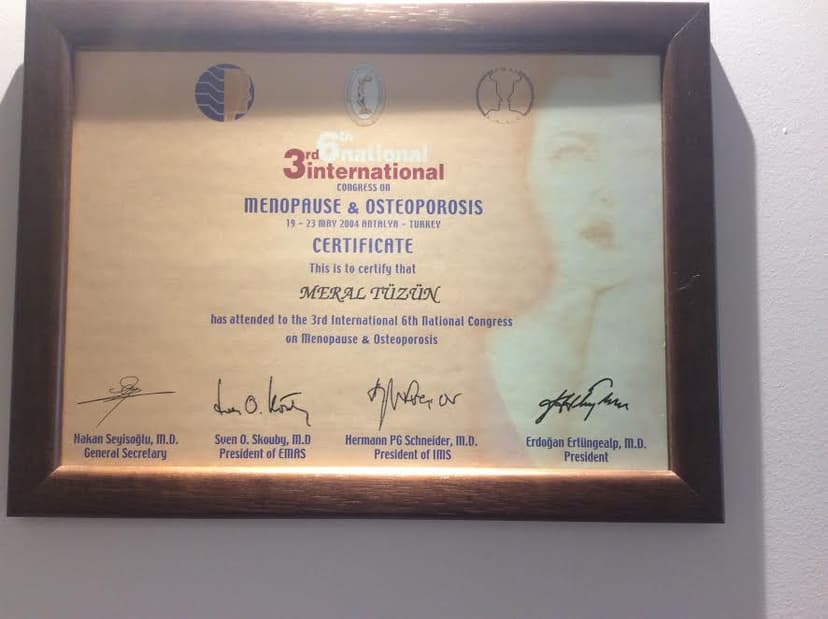 6th national
3rd international
CONGRESS ON
MENOPAUSE & OSTEOPOROSIS
19 - 23 MAY 2004 ANTALYA - TURKEY
CERTIFICATE
This is to certify that
MERAL TÜZÜN
has attended to the 3rd International 6th National Congress
on Menopause & Osteoporosis
Hakan Seyisoğlu, M.D.
General Secretary
Sven O. Skouby, M.D
President of EMAS
Hermann PG Schneider, M.D.
President of IMS
Erdoğan Ertüngealp, M.D.
President